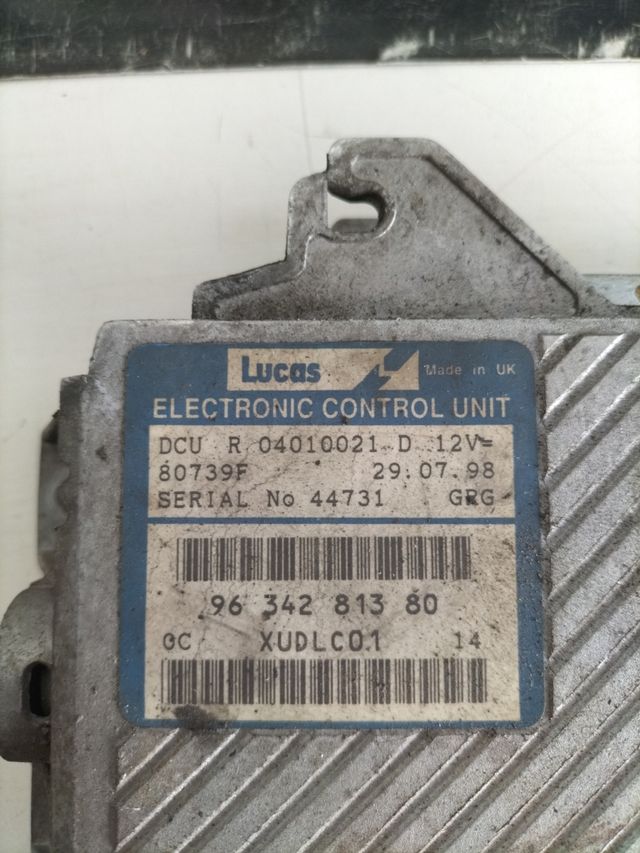 Lucas
Made in UK
ELECTRONIC CONTROL UNIT
DCU R 04010021 D 12V=
80739F 29.07.98
SERIAL No 44731 GRG
96 342 813 80
GC XUDLC01 14